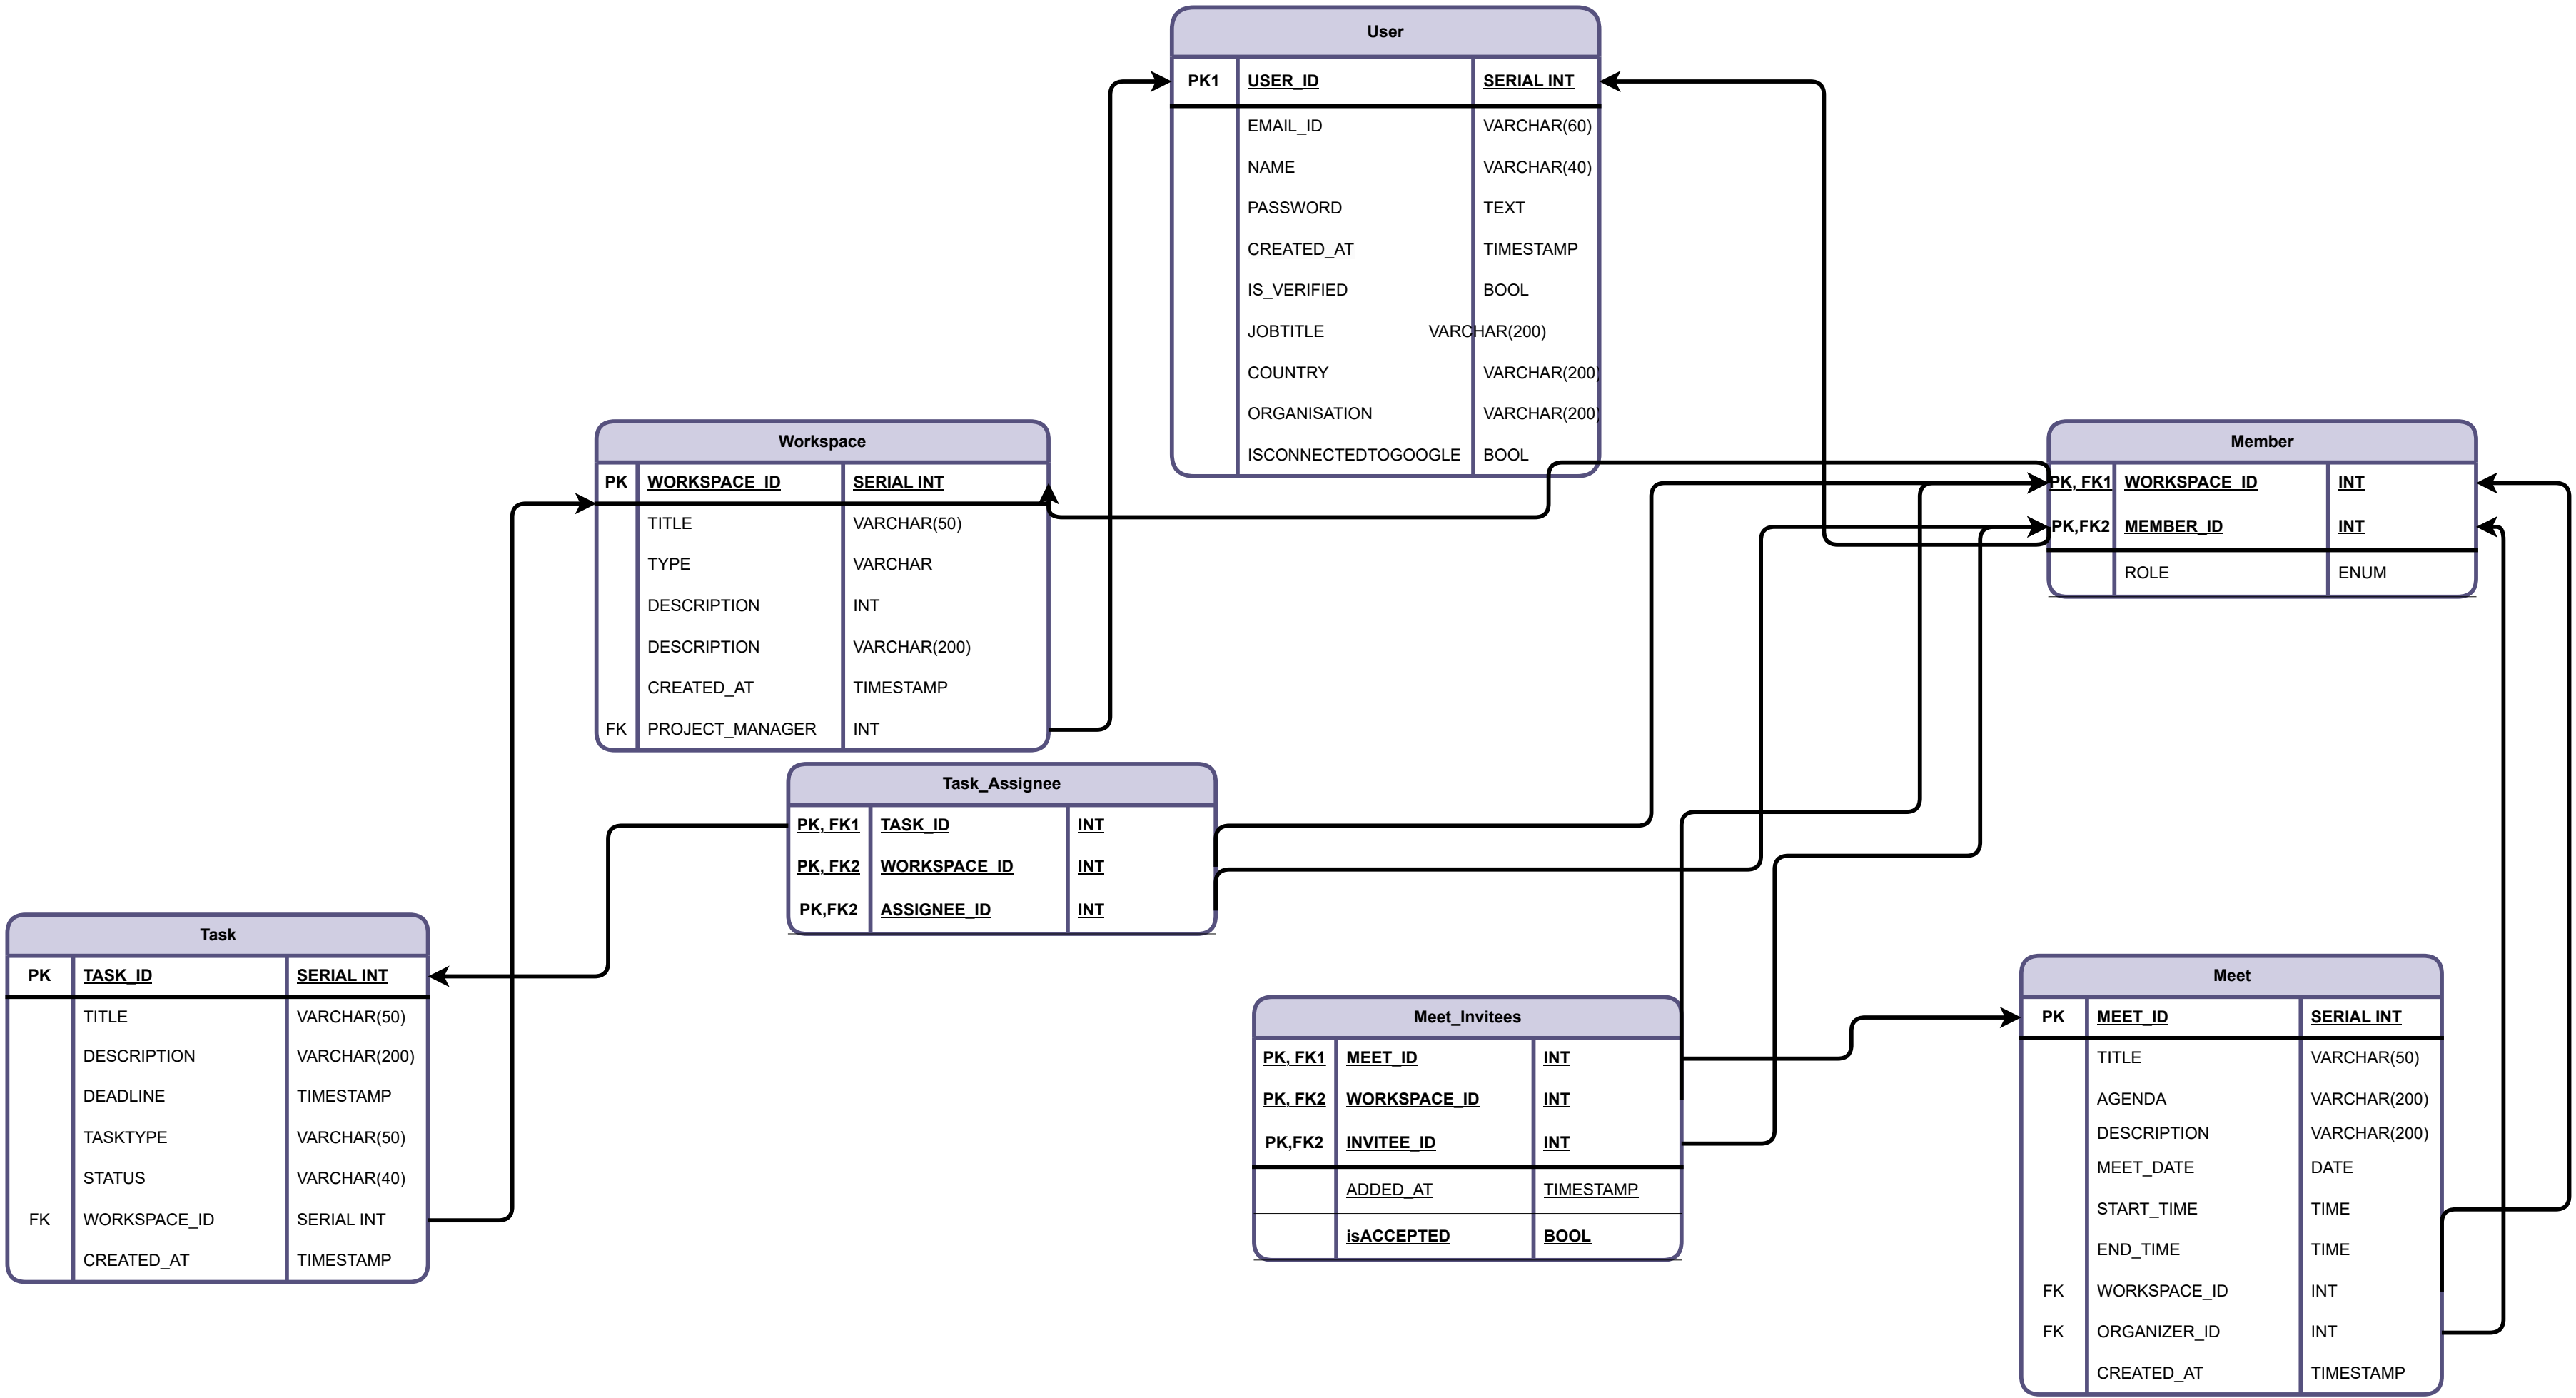 User
PK1 USER_ID SERIAL INT
EMAIL_ID VARCHAR(60)
NAME VARCHAR(40)
PASSWORD TEXT
CREATED_AT TIMESTAMP
IS_VERIFIED BOOL
JOBTITLE VARCHAR(200)
COUNTRY VARCHAR(200)
ORGANISATION VARCHAR(200)
ISCONNECTEDTOGOOGLE BOOL
Workspace
PK WORKSPACE_ID SERIAL INT
TITLE VARCHAR(50)
TYPE VARCHAR
DESCRIPTION INT
DESCRIPTION VARCHAR(200)
CREATED_AT TIMESTAMP
FK PROJECT_MANAGER INT
Member
PK, FK1 WORKSPACE_ID INT
PK,FK2 MEMBER_ID INT
ROLE ENUM
Task_Assignee
PK, FK1 TASK_ID INT
PK, FK2 WORKSPACE_ID INT
PK,FK2 ASSIGNEE_ID INT
Task
PK TASK_ID SERIAL INT
TITLE VARCHAR(50)
DESCRIPTION VARCHAR(200)
DEADLINE TIMESTAMP
TASKTYPE VARCHAR(50)
STATUS VARCHAR(40)
FK WORKSPACE_ID SERIAL INT
CREATED_AT TIMESTAMP
Meet_Invitees
PK, FK1 MEET_ID INT
PK, FK2 WORKSPACE_ID INT
PK,FK2 INVITEE_ID INT
ADDED_AT TIMESTAMP
isACCEPTED BOOL
Meet
PK MEET_ID SERIAL INT
TITLE VARCHAR(50)
AGENDA VARCHAR(200)
DESCRIPTION VARCHAR(200)
MEET_DATE DATE
START_TIME TIME
END_TIME TIME
FK WORKSPACE_ID INT
FK ORGANIZER_ID INT
CREATED_AT TIMESTAMP